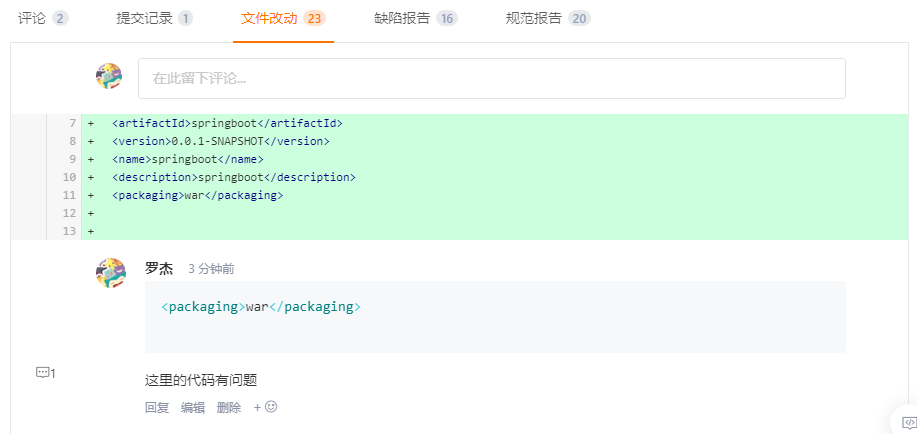 评论 2 提交记录 1 文件改动 23 缺陷报告 16 规范报告 20
在此留下评论...
7 + <artifactId>springboot</artifactId>
8 + <version>0.0.1-SNAPSHOT</version>
9 + <name>springboot</name>
10 + <description>springboot</description>
11 + <packaging>war</packaging>
12 +
13 +
罗杰 3 分钟前
<packaging>war</packaging>
1
这里的代码有问题
回复 编辑 删除 +